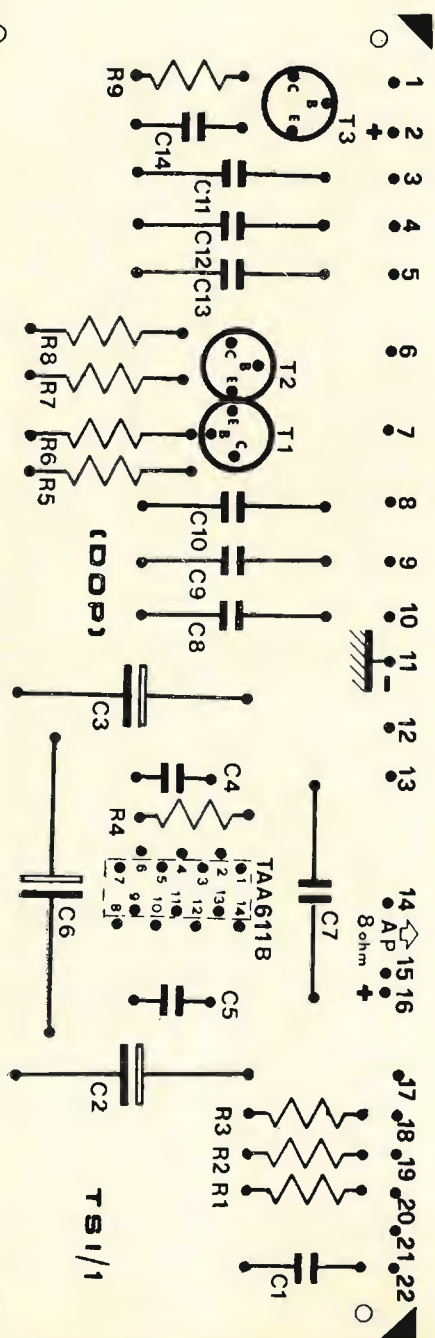 1 2 3 4 5 6 7 8 9 10 11 12 13 14 15 16 17 18 19 20 21 22
+
−
AP
8 ohm +
T3
C B E
T2
C B E
T1
E B C
C7
R9
C14
C11
C12
C13
C10
C9
C8
C4
R4
TAA611B
1 2 3 4 5 6 7
14 13 12 11 10 9 8
C5
R3
R2
R1
C1
R8
R7
R6
R5
(DOP)
C3
C6
C2
TSI/1